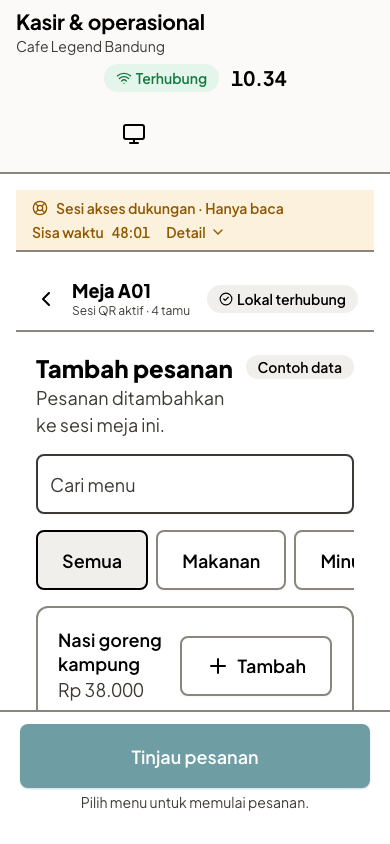 Kasir & operasional
Cafe Legend Bandung
Terhubung
10.34
Sesi akses dukungan · Hanya baca
Sisa waktu 48:01 Detail
Meja A01
Sesi QR aktif · 4 tamu
Lokal terhubung
Tambah pesanan
Contoh data
Pesanan ditambahkan
ke sesi meja ini.
Cari menu
Semua
Makanan
Minu
Nasi goreng
kampung
Rp 38.000
Tambah
Tinjau pesanan
Pilih menu untuk memulai pesanan.